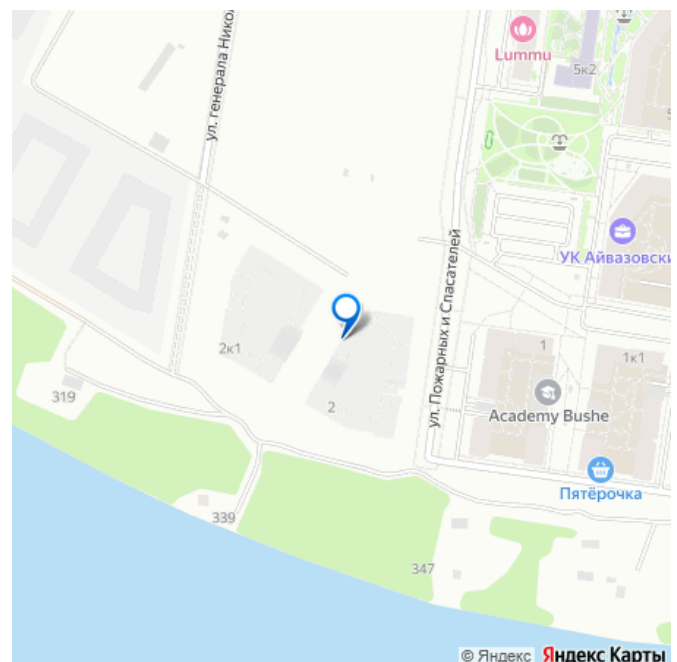 Lummu
5к2
ул. генерала Никол
ул. Пожарных и Спасателей
УК Айвазовски
2к1
1
1к1
319
2
Academy Bushe
Пятёрочка
339
347
© Яндекс Яндекс Карты